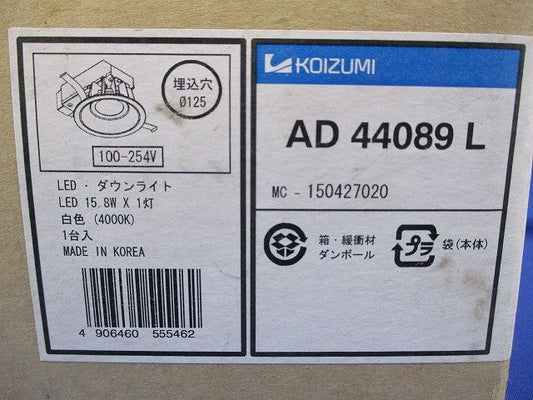 埋込穴
Ø125
100-254V
LED・ダウンライト
LED 15.8W X 1灯
白色 (4000K)
1台入
MADE IN KOREA
4 906460 555462
KOIZUMI
AD 44089 L
MC - 150427020
箱・緩衝材
ダンボール
プラ
袋(本体)